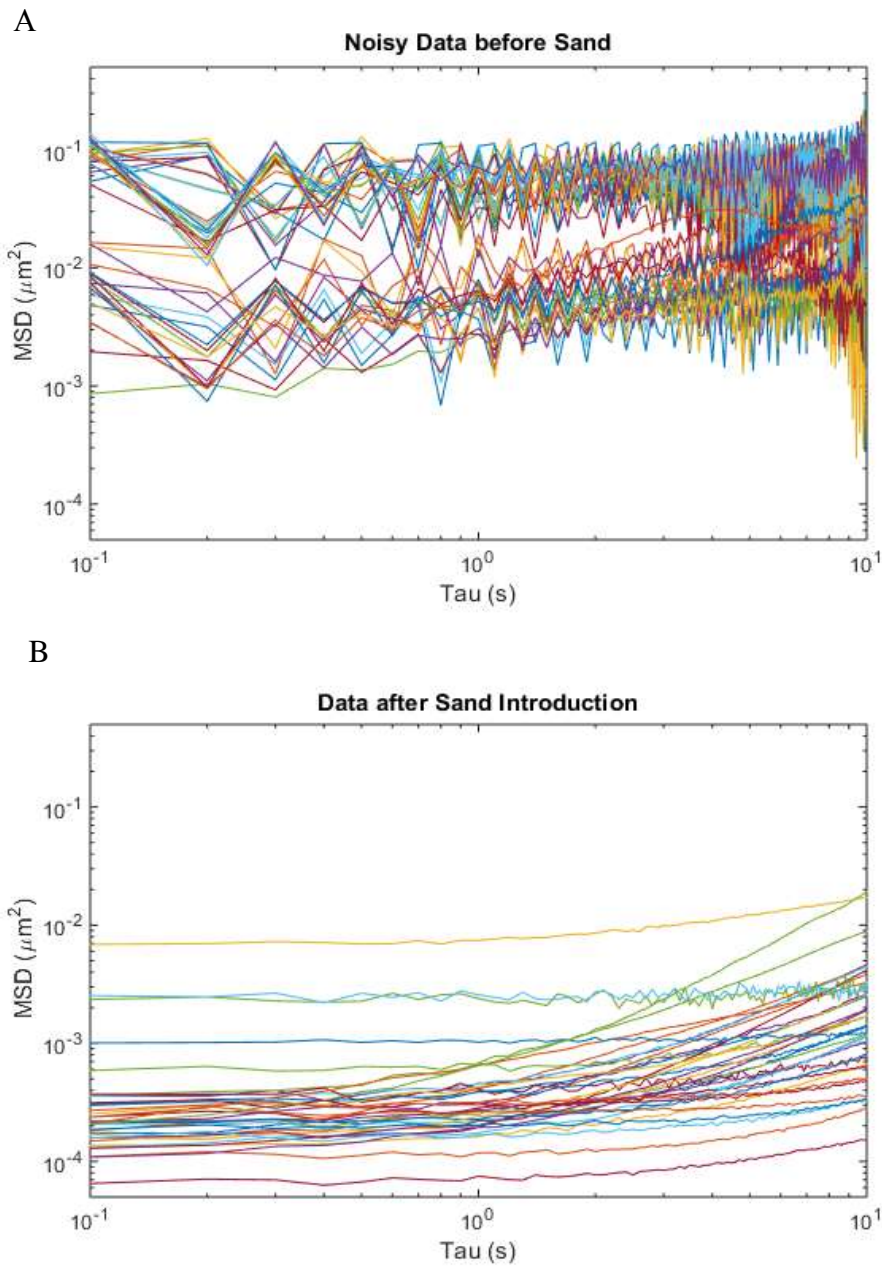 A
Noisy Data before Sand
10^-1
10^-2
10^-3
10^-4
MSD (μm^2)
10^-1
10^0
10^1
Tau (s)
B
Data after Sand Introduction
10^-1
10^-2
10^-3
10^-4
MSD (μm^2)
10^-1
10^0
10^1
Tau (s)